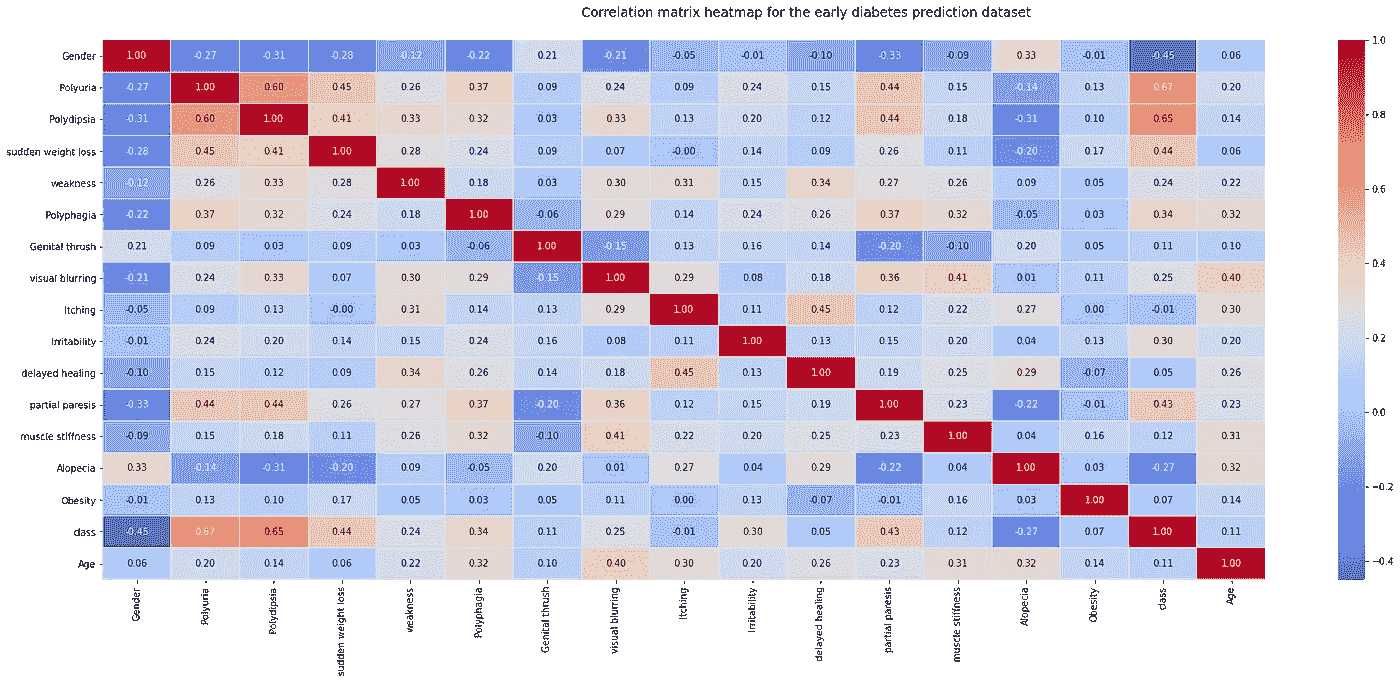 Correlation matrix heatmap for the early diabetes prediction dataset
Gender 1.00 -0.27 -0.31 -0.28 -0.12 -0.22 0.21 -0.21 -0.05 -0.01 -0.10 -0.33 -0.09 0.33 -0.01 -0.45 0.06
Polyuria -0.27 1.00 0.60 0.45 0.26 0.37 0.09 0.24 0.09 0.24 0.15 0.44 0.15 -0.14 0.13 0.67 0.20
Polydipsia -0.31 0.60 1.00 0.41 0.33 0.32 0.03 0.33 0.13 0.20 0.12 0.44 0.18 -0.31 0.10 0.65 0.14
sudden weight loss -0.28 0.45 0.41 1.00 0.28 0.24 0.09 0.07 -0.00 0.14 0.09 0.26 0.11 -0.20 0.17 0.44 0.06
weakness -0.12 0.26 0.33 0.28 1.00 0.18 0.03 0.30 0.31 0.15 0.34 0.27 0.26 0.09 0.05 0.24 0.22
Polyphagia -0.22 0.37 0.32 0.24 0.18 1.00 -0.06 0.29 0.14 0.24 0.26 0.37 0.32 -0.05 0.03 0.34 0.32
Genital thrush 0.21 0.09 0.03 0.09 0.03 -0.06 1.00 -0.15 0.13 0.16 0.14 -0.20 -0.10 0.20 0.05 0.11 0.10
visual blurring -0.21 0.24 0.33 0.07 0.30 0.29 -0.15 1.00 0.29 0.08 0.18 0.36 0.41 0.01 0.11 0.25 0.40
Itching -0.05 0.09 0.13 -0.00 0.31 0.14 0.13 0.29 1.00 0.11 0.45 0.12 0.22 0.27 0.00 -0.01 0.30
Irritability -0.01 0.24 0.20 0.14 0.15 0.24 0.16 0.08 0.11 1.00 0.13 0.15 0.20 0.04 0.13 0.30 0.20
delayed healing -0.10 0.15 0.12 0.09 0.34 0.26 0.14 0.18 0.45 0.13 1.00 0.19 0.25 0.29 -0.07 0.05 0.26
partial paresis -0.33 0.44 0.44 0.26 0.27 0.37 -0.20 0.36 0.12 0.15 0.19 1.00 0.23 -0.22 -0.01 0.43 0.23
muscle stiffness -0.09 0.15 0.18 0.11 0.26 0.32 -0.10 0.41 0.22 0.20 0.25 0.23 1.00 0.04 0.16 0.12 0.31
Alopecia 0.33 -0.14 -0.31 -0.20 0.09 -0.05 0.20 0.01 0.27 0.04 0.29 -0.22 0.04 1.00 0.03 -0.27 0.32
Obesity -0.01 0.13 0.10 0.17 0.05 0.03 0.05 0.11 0.00 0.13 -0.07 -0.01 0.16 0.03 1.00 0.07 0.14
class -0.45 0.67 0.65 0.44 0.24 0.34 0.11 0.25 -0.01 0.30 0.05 0.43 0.12 -0.27 0.07 1.00 0.11
Age 0.06 0.20 0.14 0.06 0.22 0.32 0.10 0.40 0.30 0.20 0.26 0.23 0.31 0.32 0.14 0.11 1.00
Gender
Polyuria
Polydipsia
sudden weight loss
weakness
Polyphagia
Genital thrush
visual blurring
Itching
Irritability
delayed healing
partial paresis
muscle stiffness
Alopecia
Obesity
class
Age
1.0
0.8
0.6
0.4
0.2
0.0
−0.2
−0.4